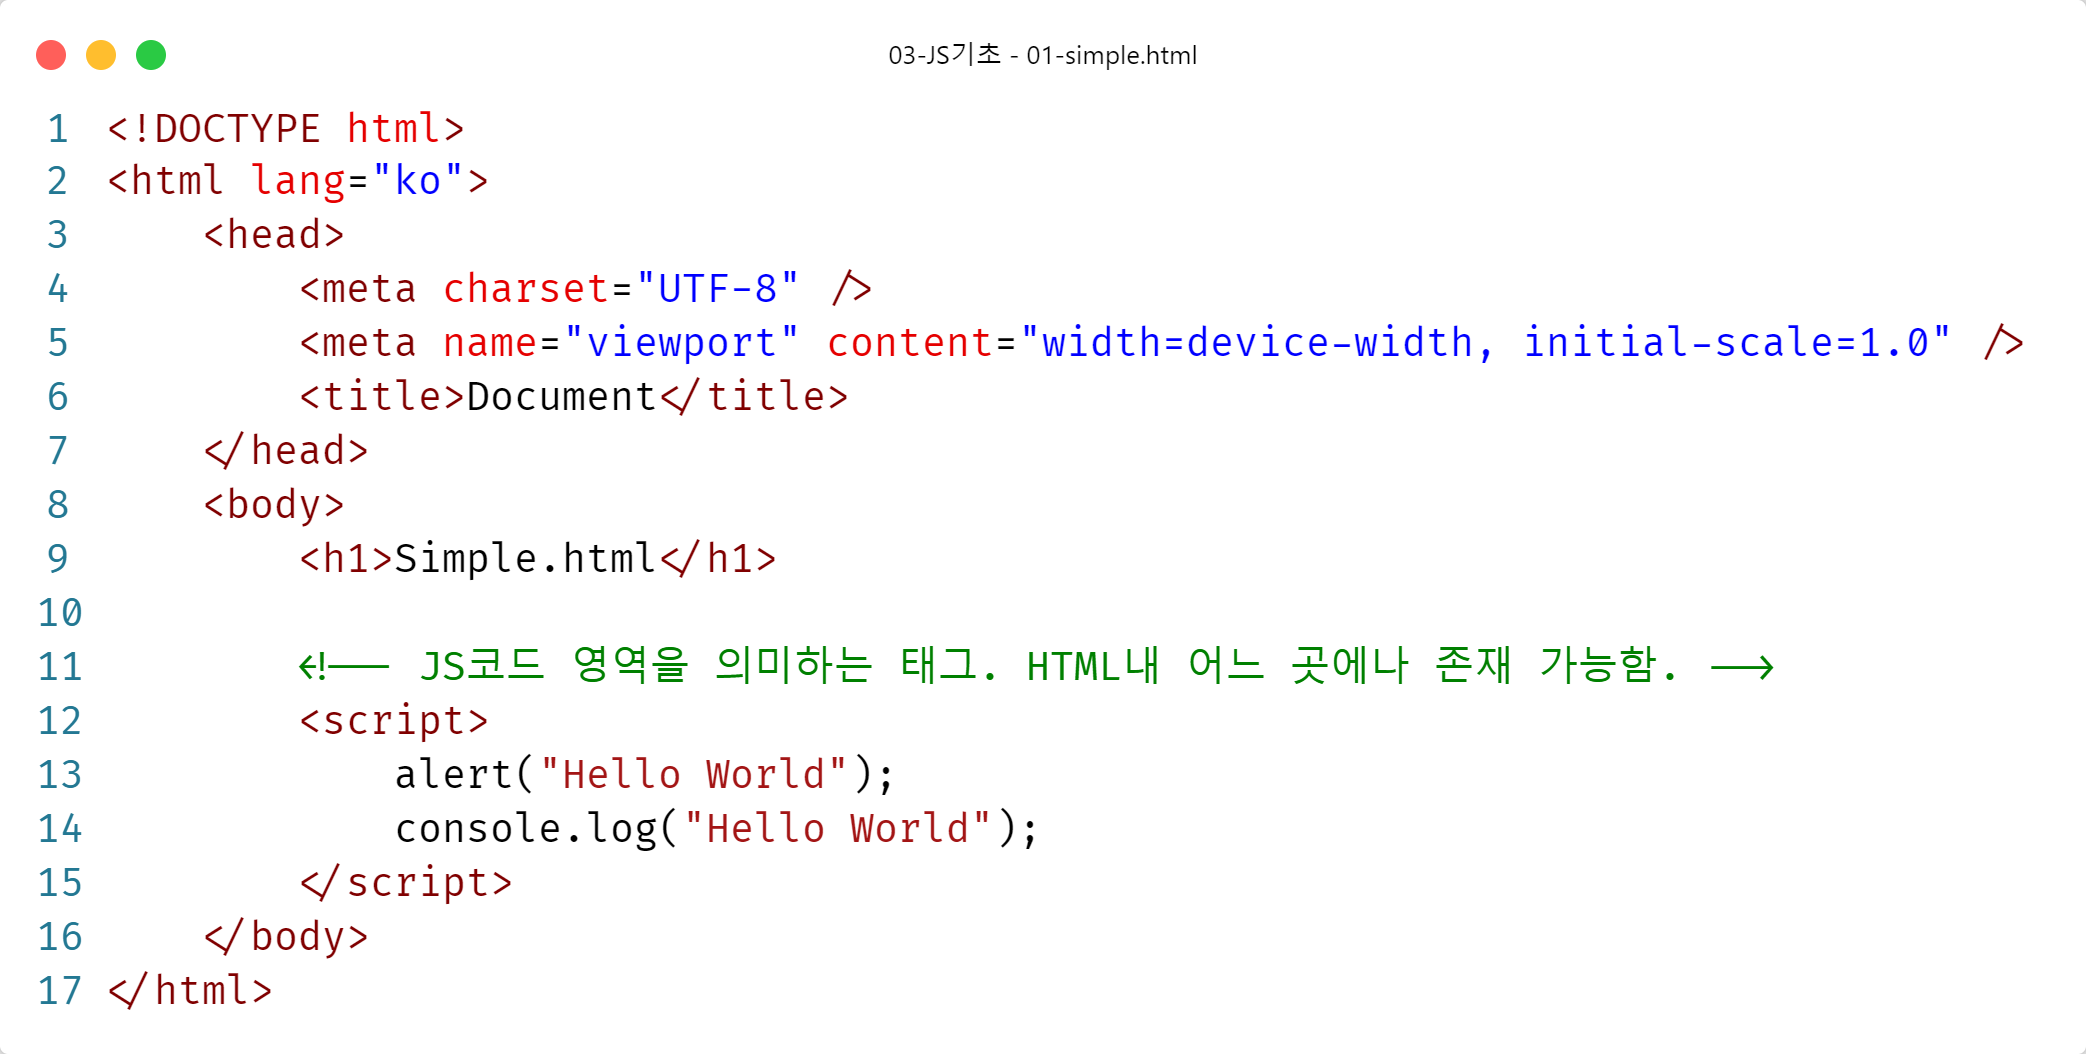 03-JS기초 - 01-simple.html
1 <!DOCTYPE html>
2 <html lang="ko">
3     <head>
4         <meta charset="UTF-8" />
5         <meta name="viewport" content="width=device-width, initial-scale=1.0" />
6         <title>Document</title>
7     </head>
8     <body>
9         <h1>Simple.html</h1>
10
11         <!-- JS코드 영역을 의미하는 태그. HTML내 어느 곳에나 존재 가능함. -->
12         <script>
13             alert("Hello World");
14             console.log("Hello World");
15         </script>
16     </body>
17 </html>